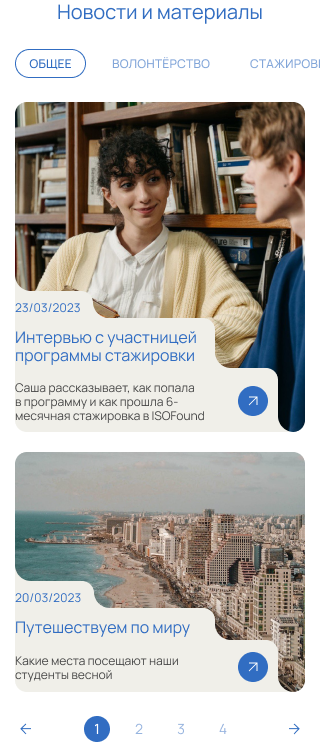 Новости и материалы
ОБЩЕЕ ВОЛОНТЁРСТВО СТАЖИРОВ
23/03/2023
Интервью с участницей
программы стажировки
Саша рассказывает, как попала
в программу и как прошла 6-
месячная стажировка в ISOFound
20/03/2023
Путешествуем по миру
Какие места посещают наши
студенты весной
← 1 2 3 4 →